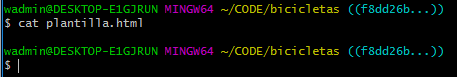 wadmin@DESKTOP-E1GJRUN MINGW64 ~/CODE/bicicletas ((f8dd26b...))
$ cat plantilla.html
wadmin@DESKTOP-E1GJRUN MINGW64 ~/CODE/bicicletas ((f8dd26b...))
$